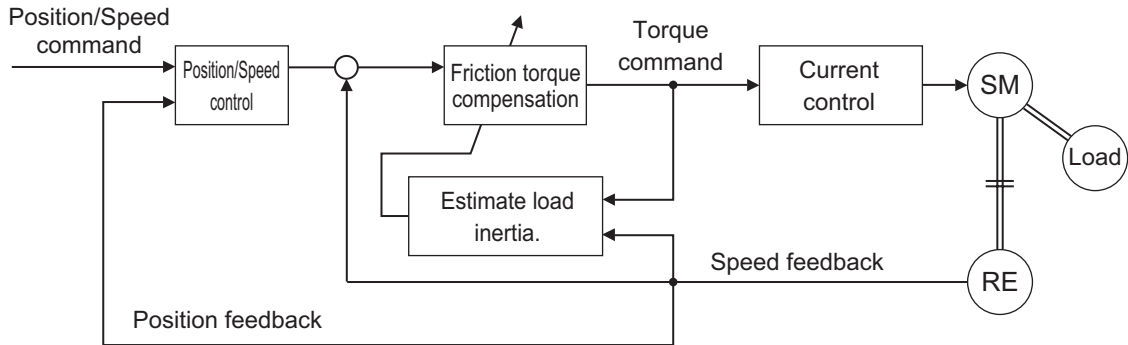 Position/Speed
command
Position/Speed
control
Friction torque
compensation
Torque
command
Current
control
SM
Load
Estimate load
inertia.
Speed feedback
RE
Position feedback